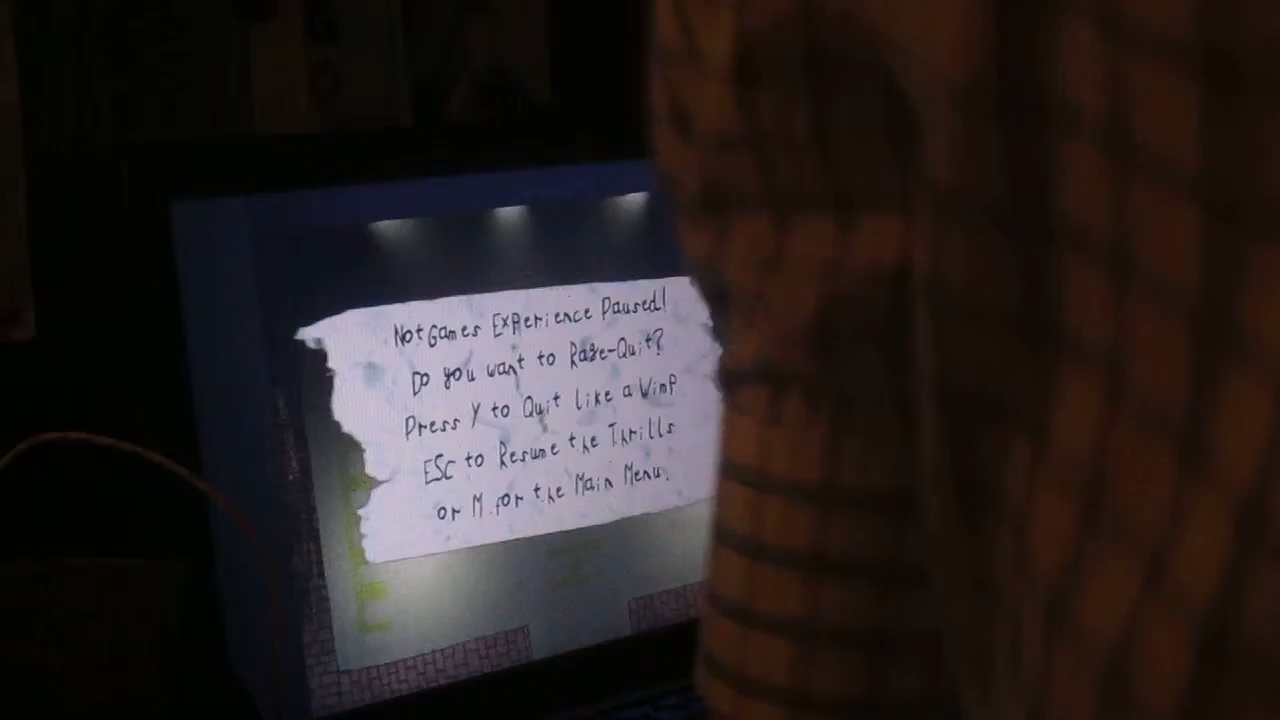 NotGames Experience Paused!
Do you want to Rage-Quit?
Press Y to Quit like a Wimp
ESC to Resume the Thrills
or M for the Main Menu.